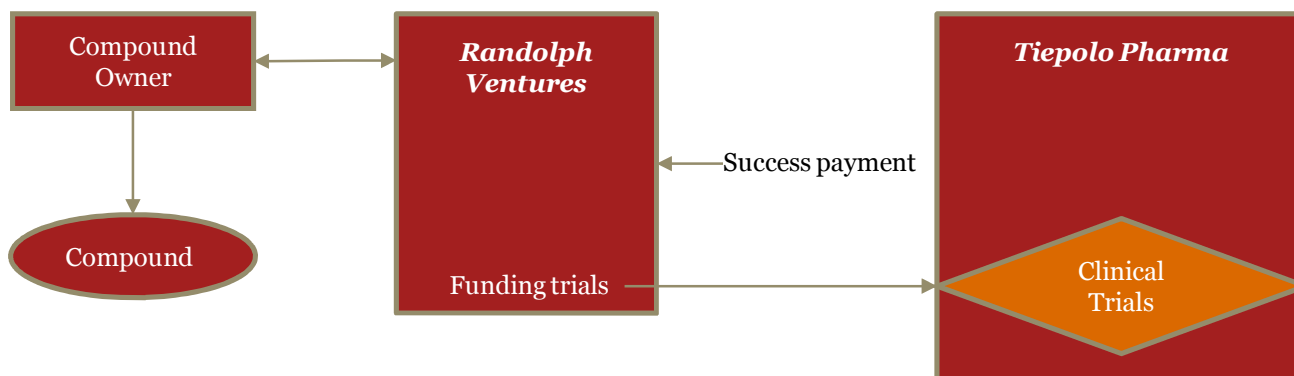 Compound
Owner
Randolph
Ventures
Tiepolo Pharma
Success payment
Compound
Funding trials
Clinical
Trials